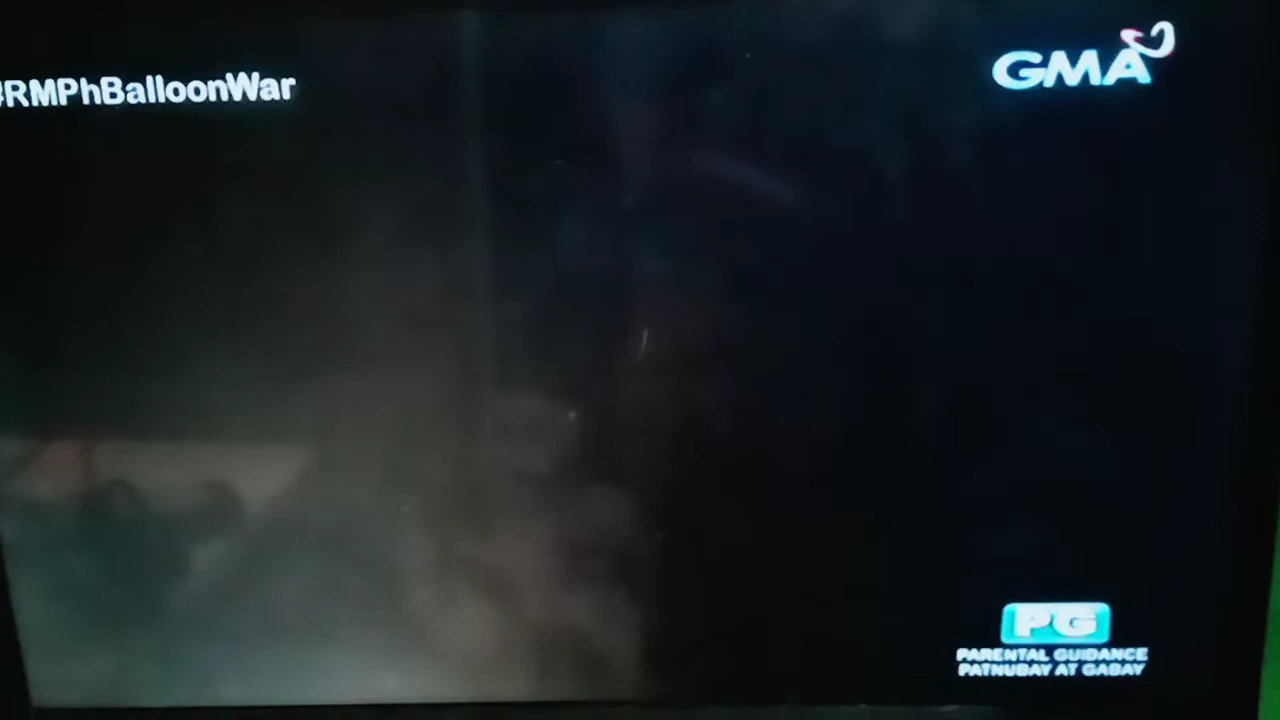 #RMPhBalloonWar
GMA
PG
PARENTAL GUIDANCE
PATNUBAY AT GABAY